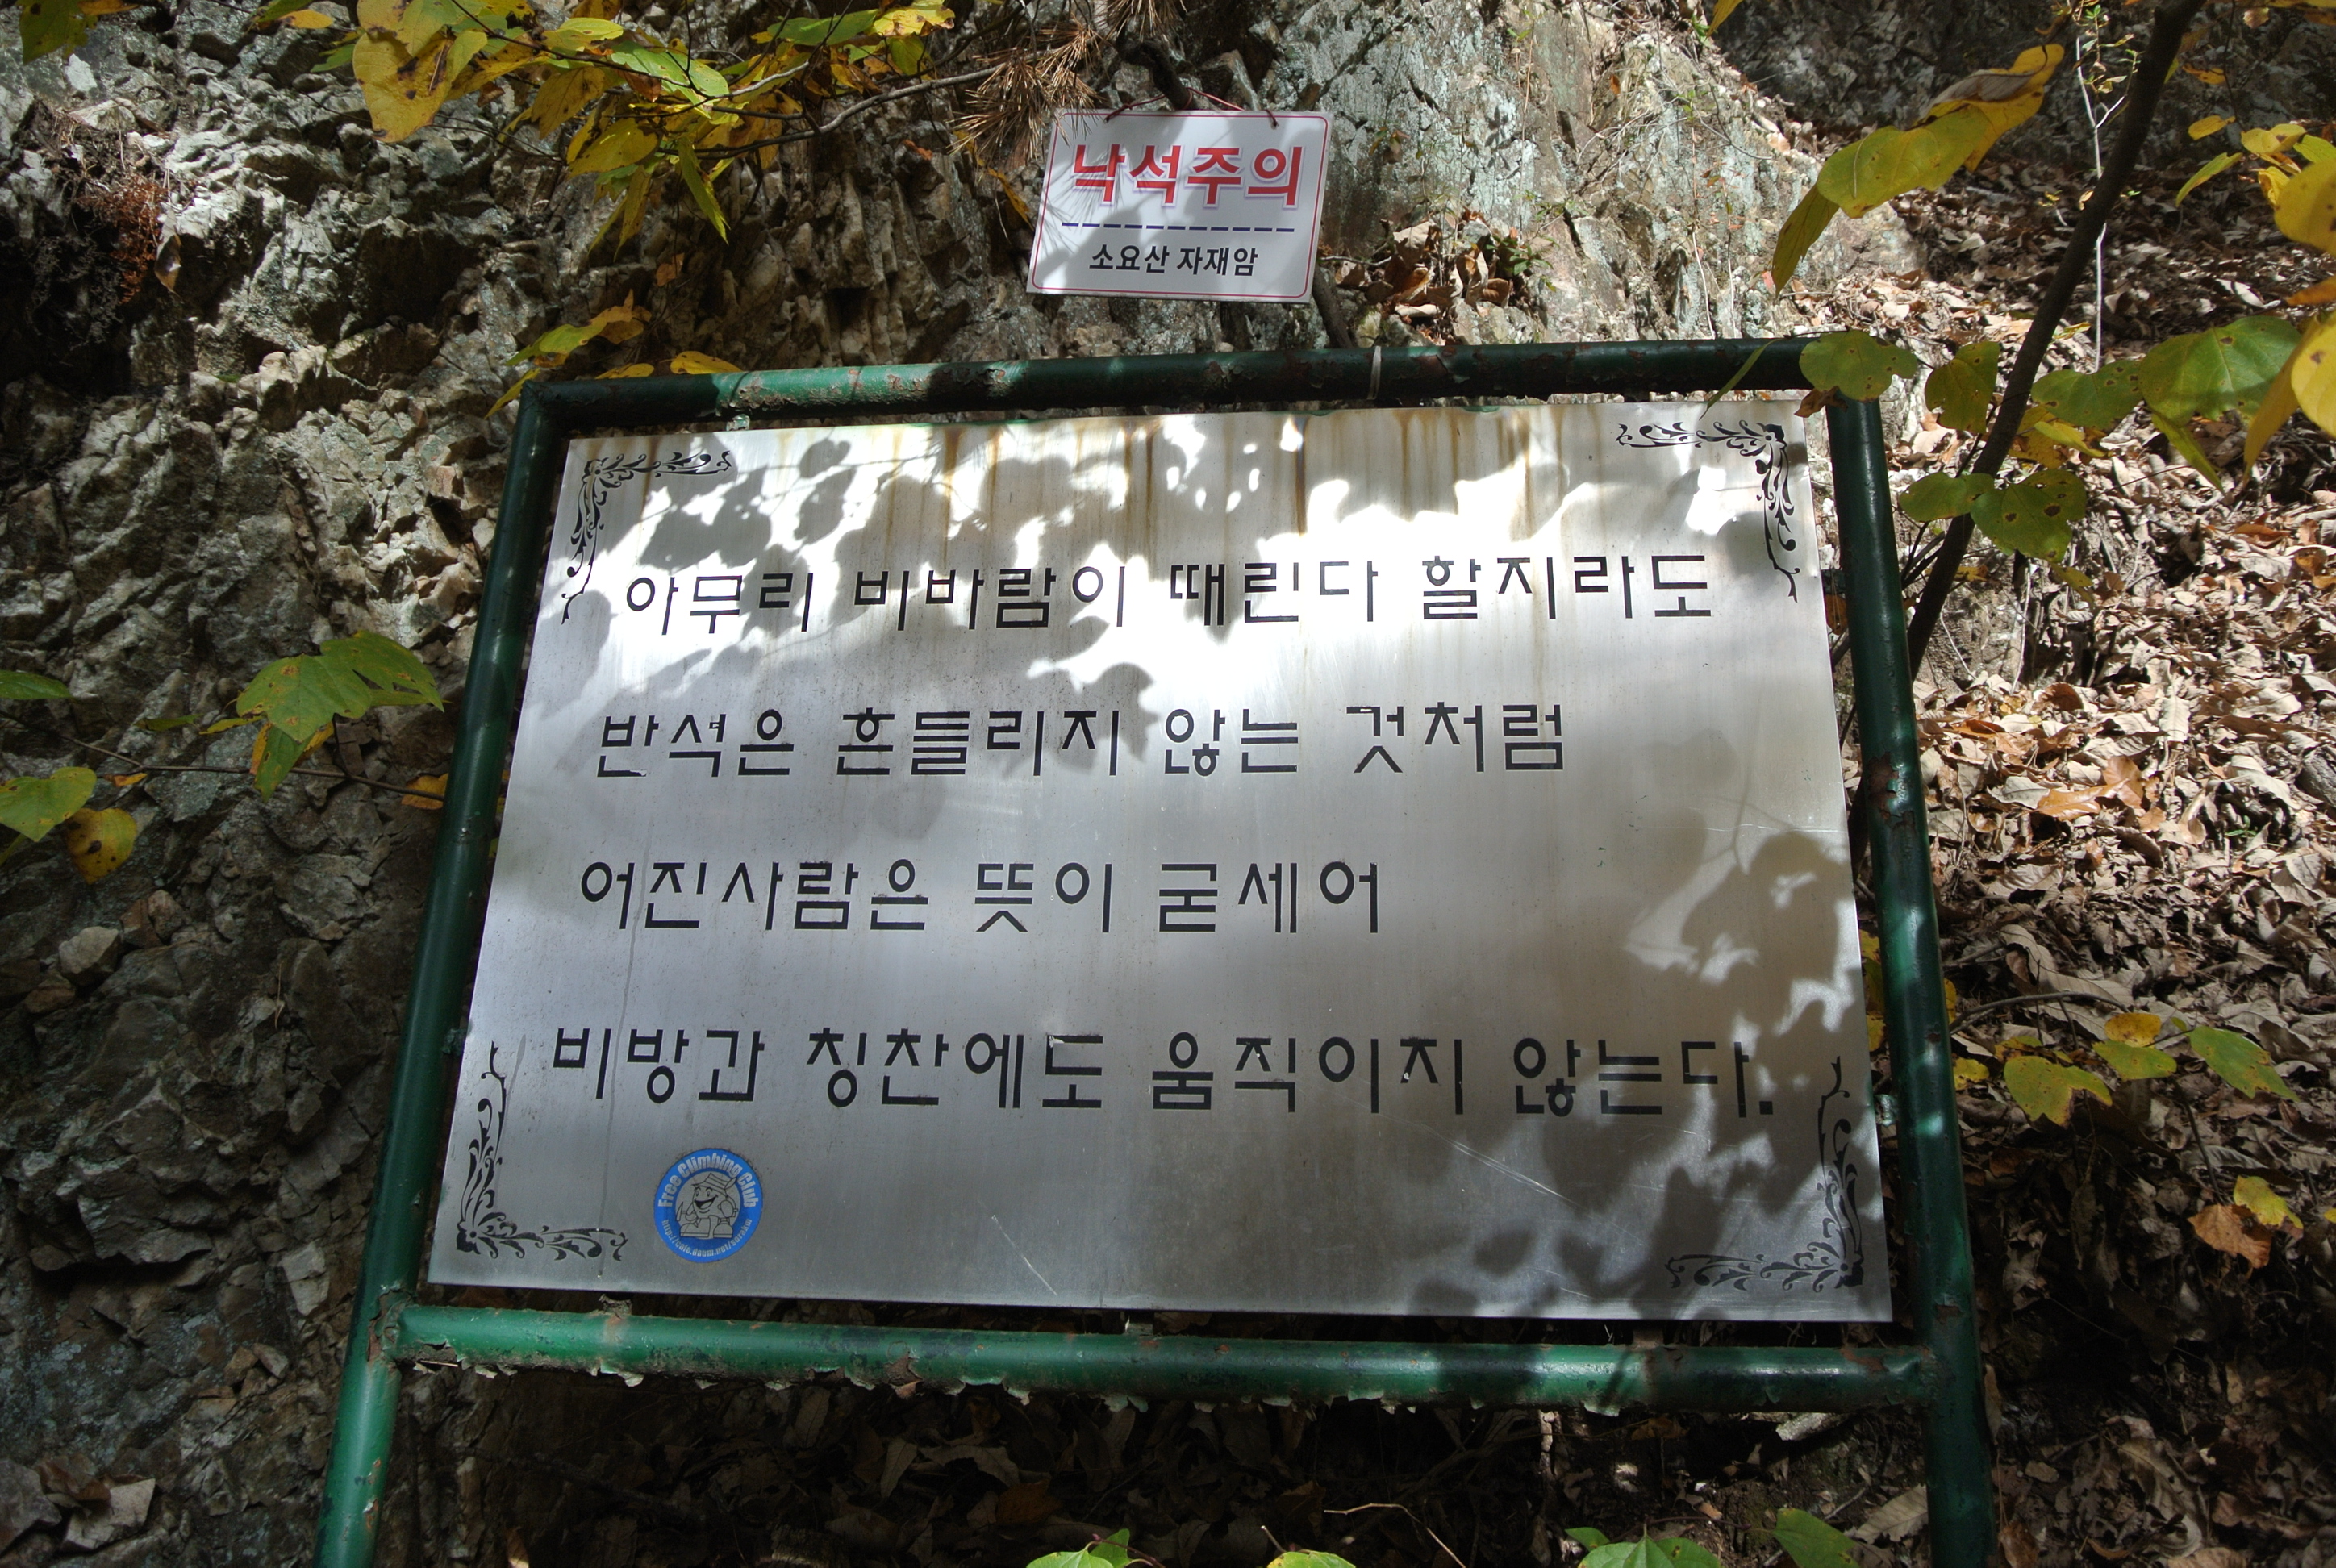 낙석주의
소요산 자재암
아무리 비바람이 때린다 할지라도
반석은 흔들리지 않는 것처럼
어진사람은 뜻이 굳세어
비방과 칭찬에도 움직이지 않는다.
Free Climbing Club